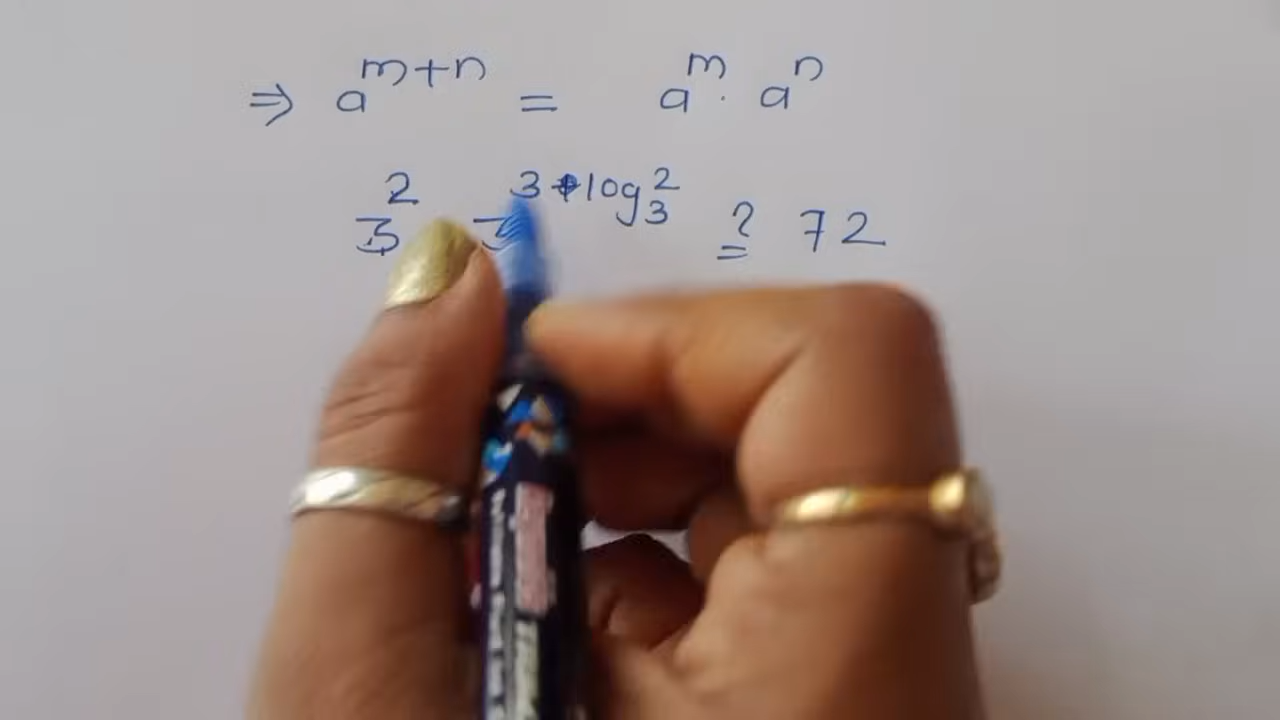 ⇒ a^{m+n} = a^m · a^n
3^2 3^{3 log_3 2} ≟ 72